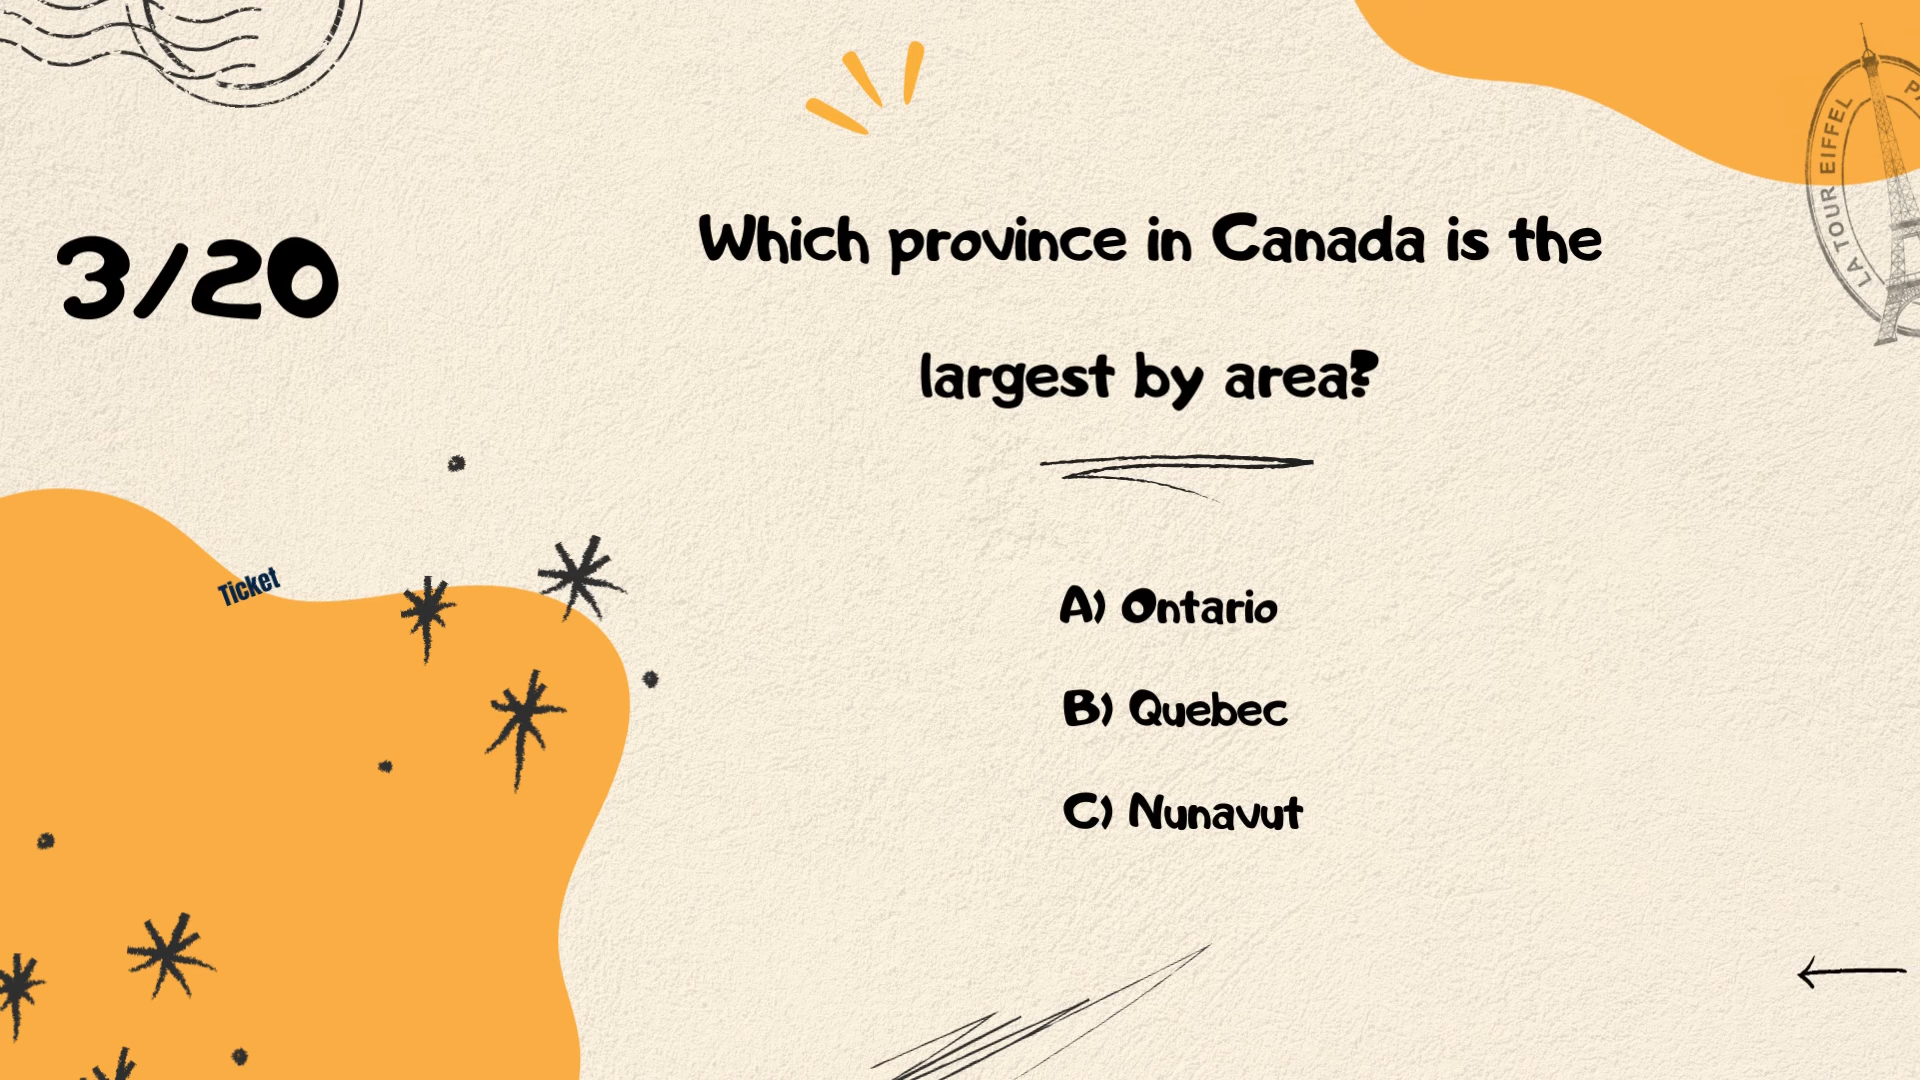 LA TOUR EIFFEL
3/20
Which province in Canada is the
largest by area?
Ticket
A) Ontario
B) Quebec
C) Nunavut